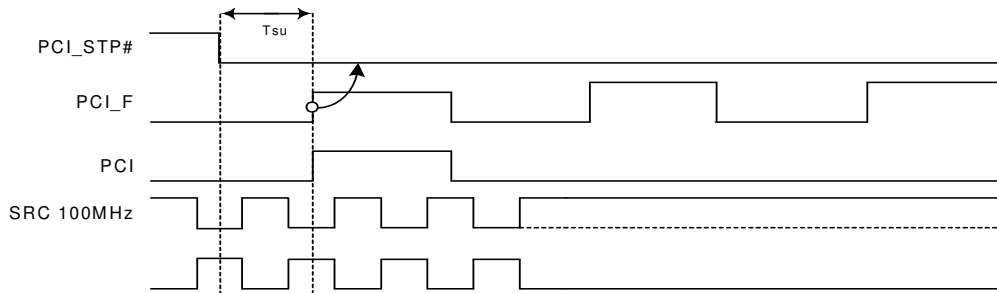 Tsu
PCI_STP#
PCI_F
PCI
SRC 100MHz